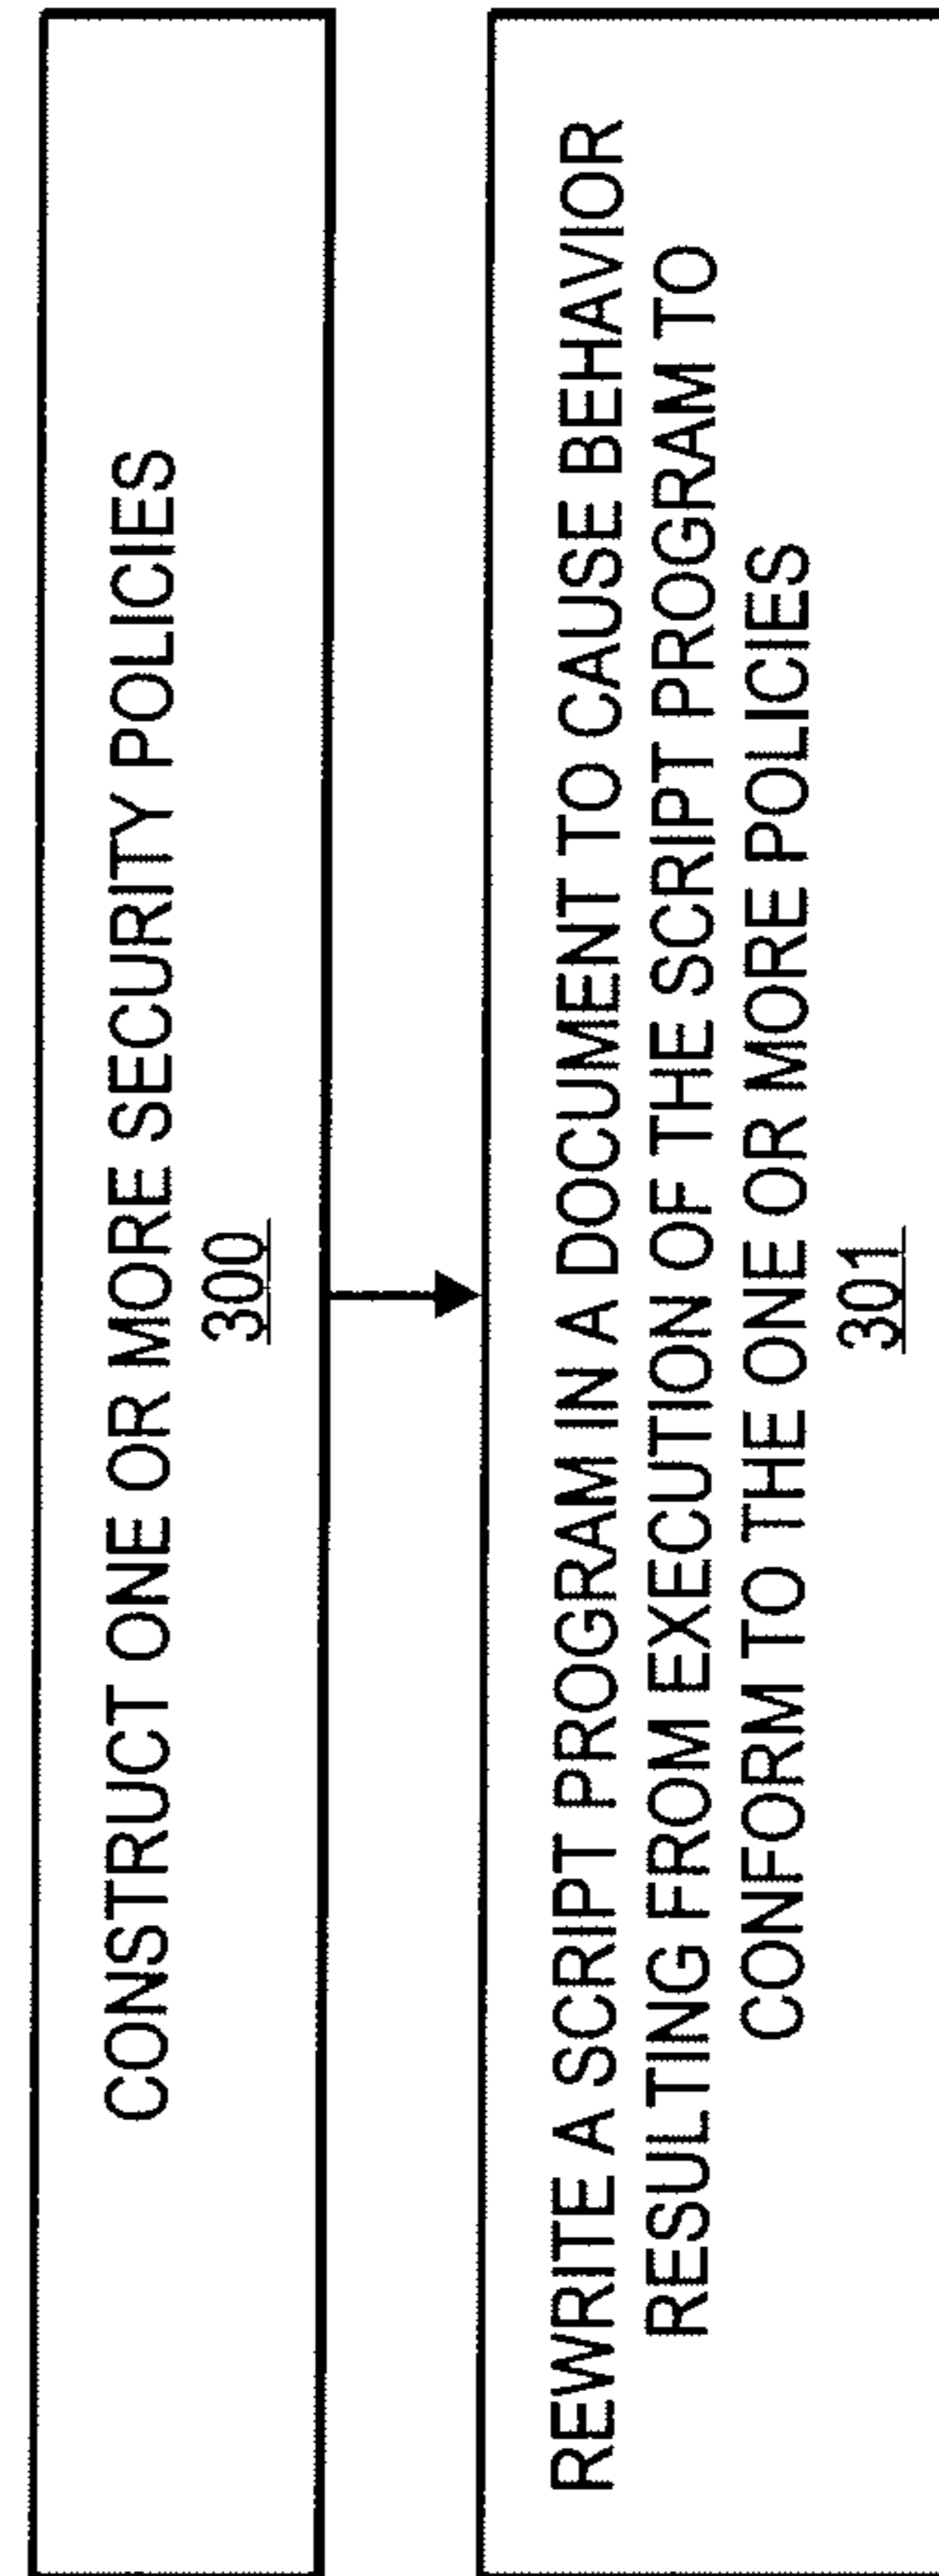 CONSTRUCT ONE OR MORE SECURITY POLICIES
300
REWRITE A SCRIPT PROGRAM IN A DOCUMENT TO CAUSE BEHAVIOR
RESULTING FROM EXECUTION OF THE SCRIPT PROGRAM TO
CONFORM TO THE ONE OR MORE POLICIES
301